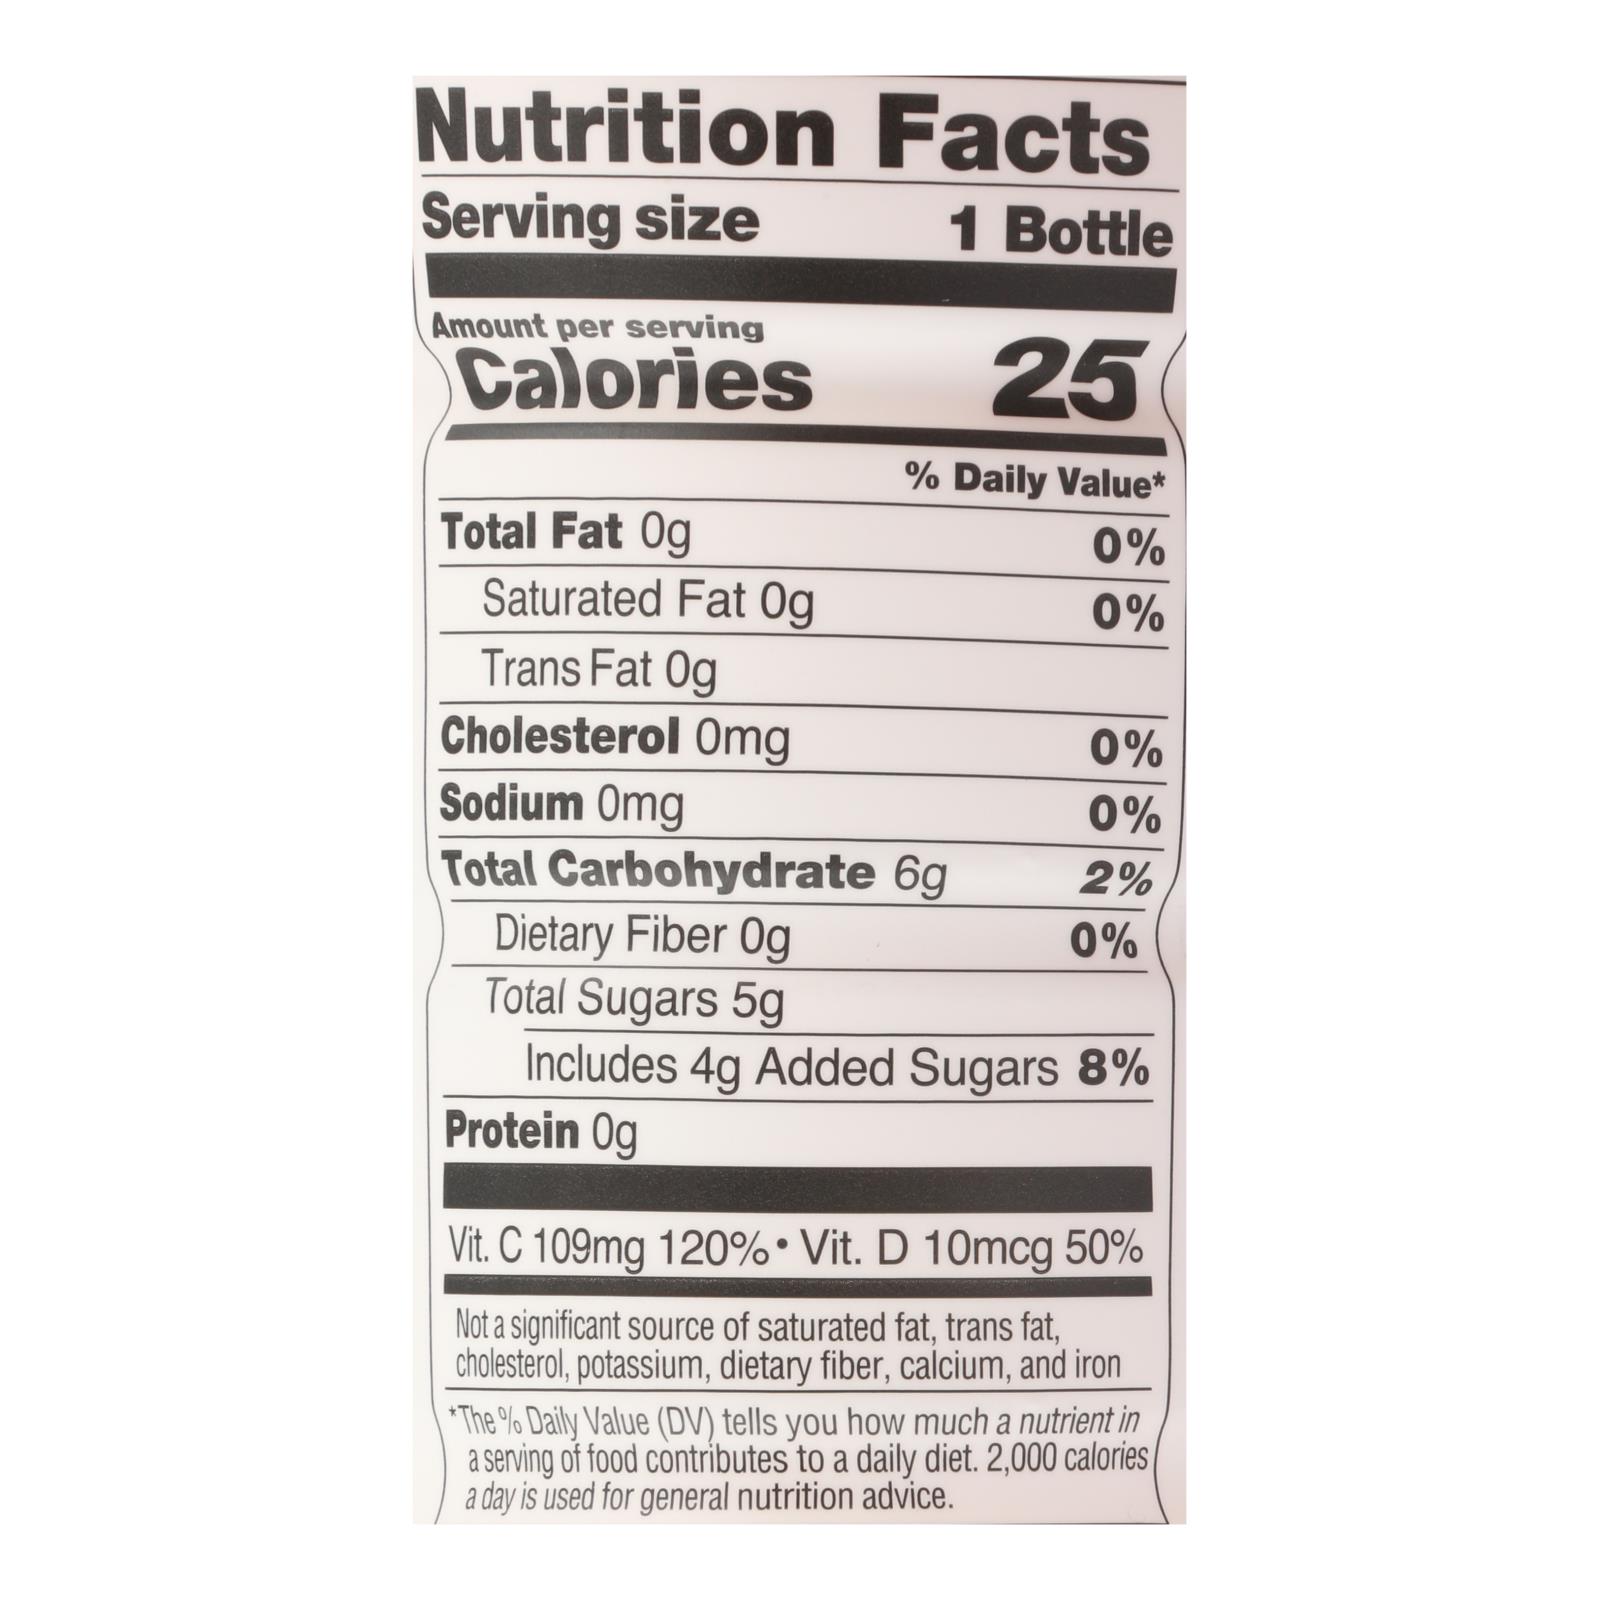 Nutrition Facts
Serving size 1 Bottle
Amount per serving
Calories 25
% Daily Value*
Total Fat 0g 0%
Saturated Fat 0g 0%
Trans Fat 0g
Cholesterol 0mg 0%
Sodium 0mg 0%
Total Carbohydrate 6g 2%
Dietary Fiber 0g 0%
Total Sugars 5g
Includes 4g Added Sugars 8%
Protein 0g
Vit. C 109mg 120% • Vit. D 10mcg 50%
Not a significant source of saturated fat, trans fat,
cholesterol, potassium, dietary fiber, calcium, and iron
*The % Daily Value (DV) tells you how much a nutrient in
a serving of food contributes to a daily diet. 2,000 calories
a day is used for general nutrition advice.